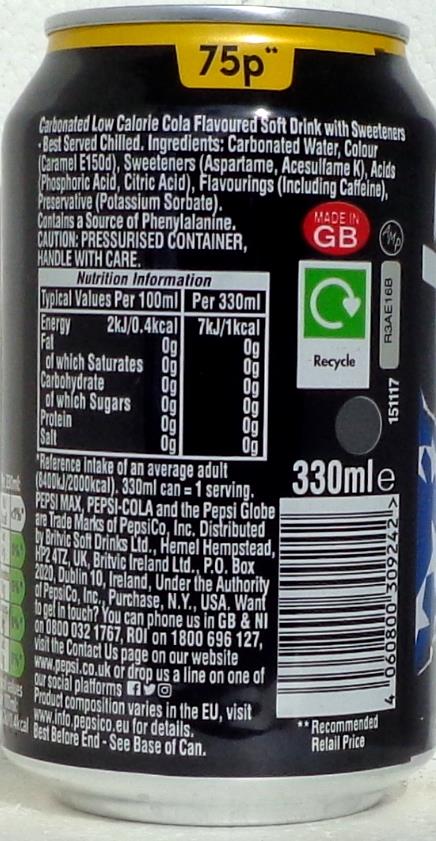 75p**
Carbonated Low Calorie Cola Flavoured Soft Drink with Sweeteners
- Best Served Chilled. Ingredients: Carbonated Water, Colour
(Caramel E150d), Sweeteners (Aspartame, Acesulfame K), Acids
(Phosphoric Acid, Citric Acid), Flavourings (Including Caffeine),
Preservative (Potassium Sorbate).
Contains a Source of Phenylalanine.
CAUTION: PRESSURISED CONTAINER,
HANDLE WITH CARE.
MADE IN
GB
AMP
Nutrition Information
Typical Values Per 100ml Per 330ml
Energy 2kJ/0.4kcal 7kJ/1kcal
Fat 0g 0g
of which Saturates 0g 0g
Carbohydrate 0g 0g
of which Sugars 0g 0g
Protein 0g 0g
Salt 0g 0g
Recycle
R3AE16B
151117
*Reference intake of an average adult
(8400kJ/2000kcal). 330ml can = 1 serving.
PEPSI MAX, PEPSI-COLA and the Pepsi Globe
are Trade Marks of PepsiCo, Inc. Distributed
by Britvic Soft Drinks Ltd., Hemel Hempstead,
HP2 4TZ, UK, Britvic Ireland Ltd., P.O. Box
2020, Dublin 10, Ireland, Under the Authority
of PepsiCo, Inc., Purchase, N.Y., USA. Want
to get in touch? You can phone us in GB & NI
on 0800 032 1767, ROI on 1800 696 127,
visit the Contact Us page on our website
www.pepsi.co.uk or drop us a line on one of
our social platforms
Product composition varies in the EU, visit
www.info.pepsico.eu for details.
Best Before End - See Base of Can.
330ml e
4 060800 309242 >
**Recommended
Retail Price